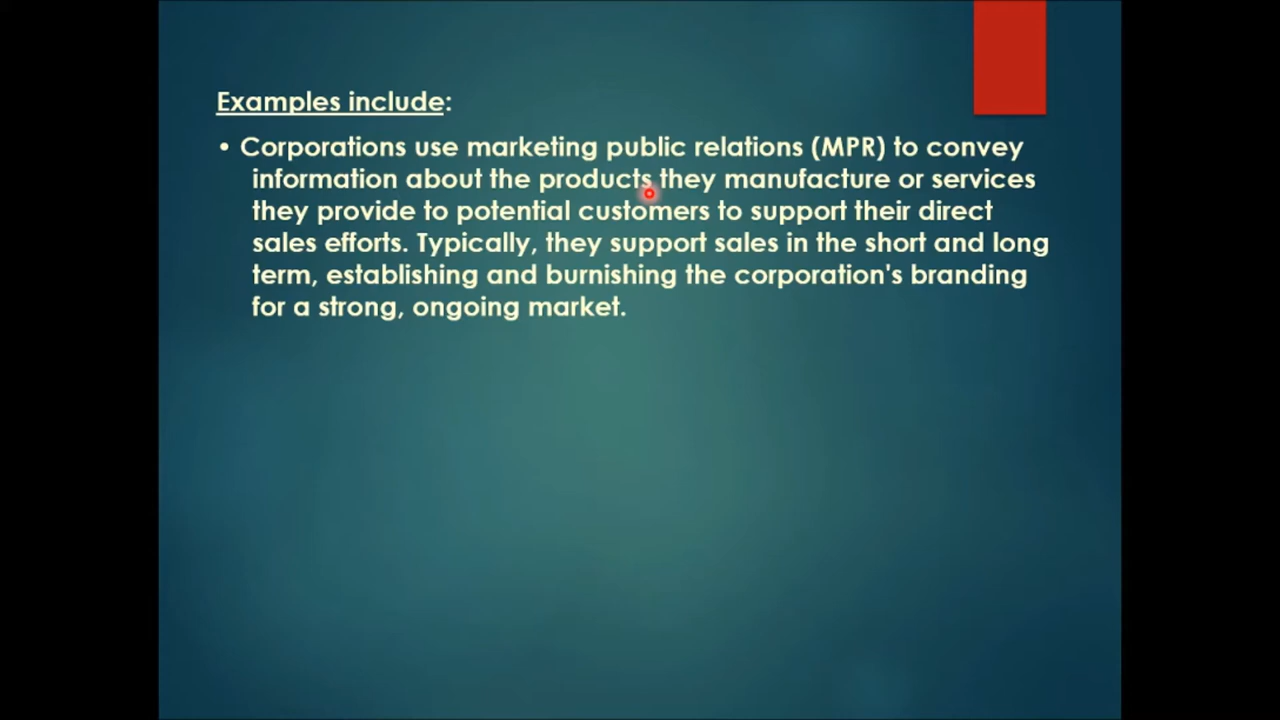 Examples include:
• Corporations use marketing public relations (MPR) to convey
information about the products they manufacture or services
they provide to potential customers to support their direct
sales efforts. Typically, they support sales in the short and long
term, establishing and burnishing the corporation's branding
for a strong, ongoing market.